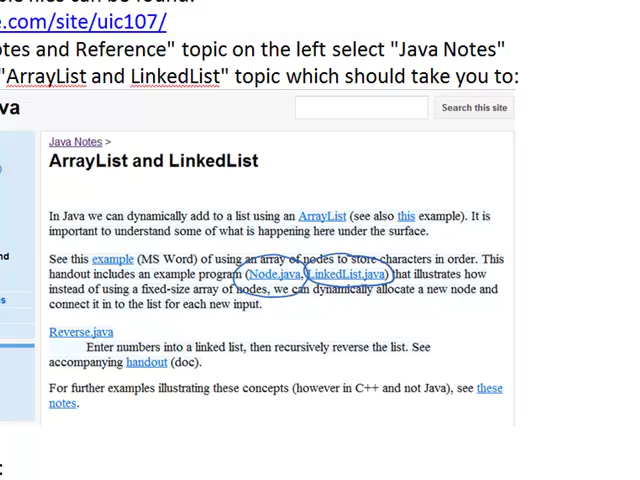 .com/site/uic107/
otes and Reference" topic on the left select "Java Notes"
"ArrayList and LinkedList" topic which should take you to:
va
Search this site
Java Notes >
ArrayList and LinkedList
In Java we can dynamically add to a list using an ArrayList (see also this example). It is
important to understand some of what is happening here under the surface.
See this example (MS Word) of using an array of nodes to store characters in order. This
handout includes an example program (Node.java, LinkedList.java) that illustrates how
instead of using a fixed-size array of nodes, we can dynamically allocate a new node and
connect it in to the list for each new input.
Reverse.java
Enter numbers into a linked list, then recursively reverse the list. See
accompanying handout (doc).
For further examples illustrating these concepts (however in C++ and not Java), see these
notes.